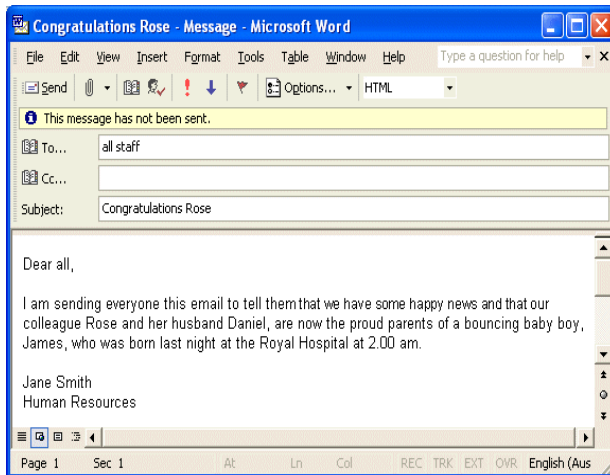 Congratulations Rose - Message - Microsoft Word
File Edit View Insert Format Tools Table Window Help Type a question for help
Send Options... HTML
This message has not been sent.
To... all staff
Cc...
Subject: Congratulations Rose
Dear all,
I am sending everyone this email to tell them that we have some happy news and that our
colleague Rose and her husband Daniel, are now the proud parents of a bouncing baby boy,
James, who was born last night at the Royal Hospital at 2.00 am.
Jane Smith
Human Resources
Page 1 Sec 1 At Ln Col REC TRK EXT OVR English (Aus